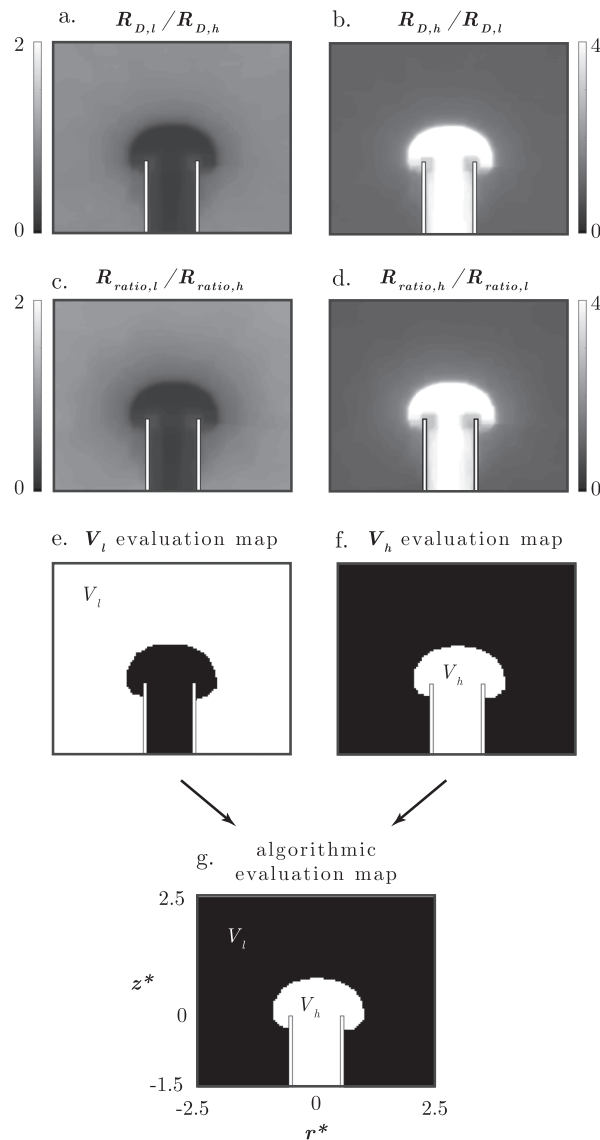 a. R_{D,l} / R_{D,h}
b. R_{D,h} / R_{D,l}
2
0
4
0
c. R_{ratio,l} / R_{ratio,h}
d. R_{ratio,h} / R_{ratio,l}
2
0
4
0
e. V_l evaluation map
f. V_h evaluation map
V_l
V_h
g. algorithmic
evaluation map
2.5
V_l
z*
V_h
0
-1.5
-2.5
0
2.5
r*